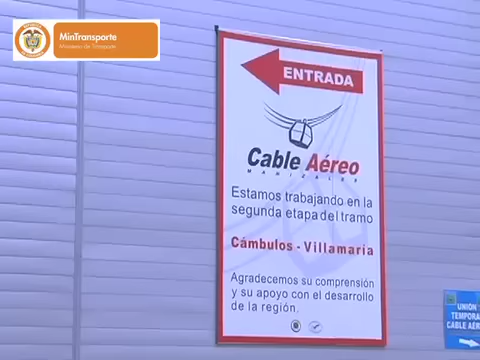 MinTransporte
Ministerio de Transporte
ENTRADA
Cable Aéreo
MANIZALES
Estamos trabajando en la
segunda etapa del tramo
Cámbulos - Villamaría
Agradecemos su comprensión
y su apoyo con el desarrollo
de la región.
UNIÓN
TEMPORA
CABLE AÉR